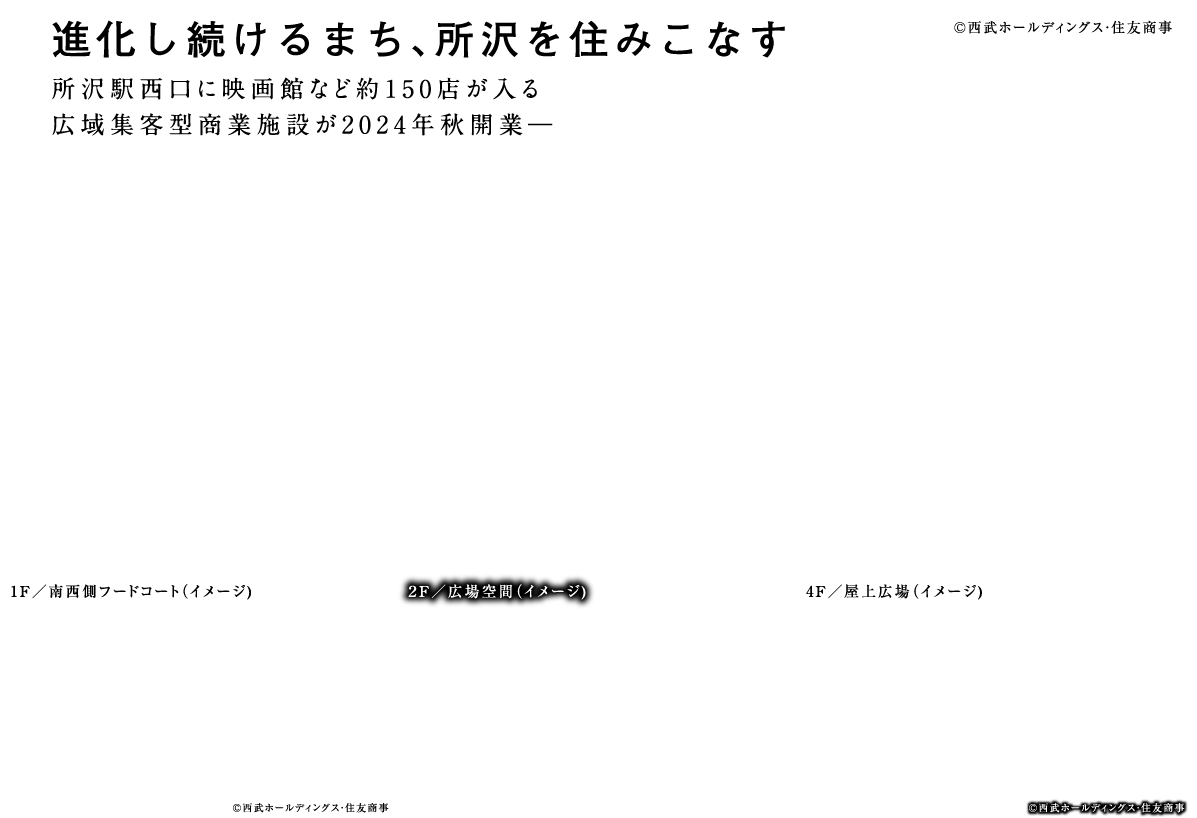 進化し続けるまち、所沢を住みこなす
©西武ホールディングス・住友商事
所沢駅西口に映画館など約150店が入る
広域集客型商業施設が2024年秋開業―
1F／南西側フードコート(イメージ)
2F／広場空間(イメージ)
4F／屋上広場(イメージ)
©西武ホールディングス・住友商事
©西武ホールディングス・住友商事